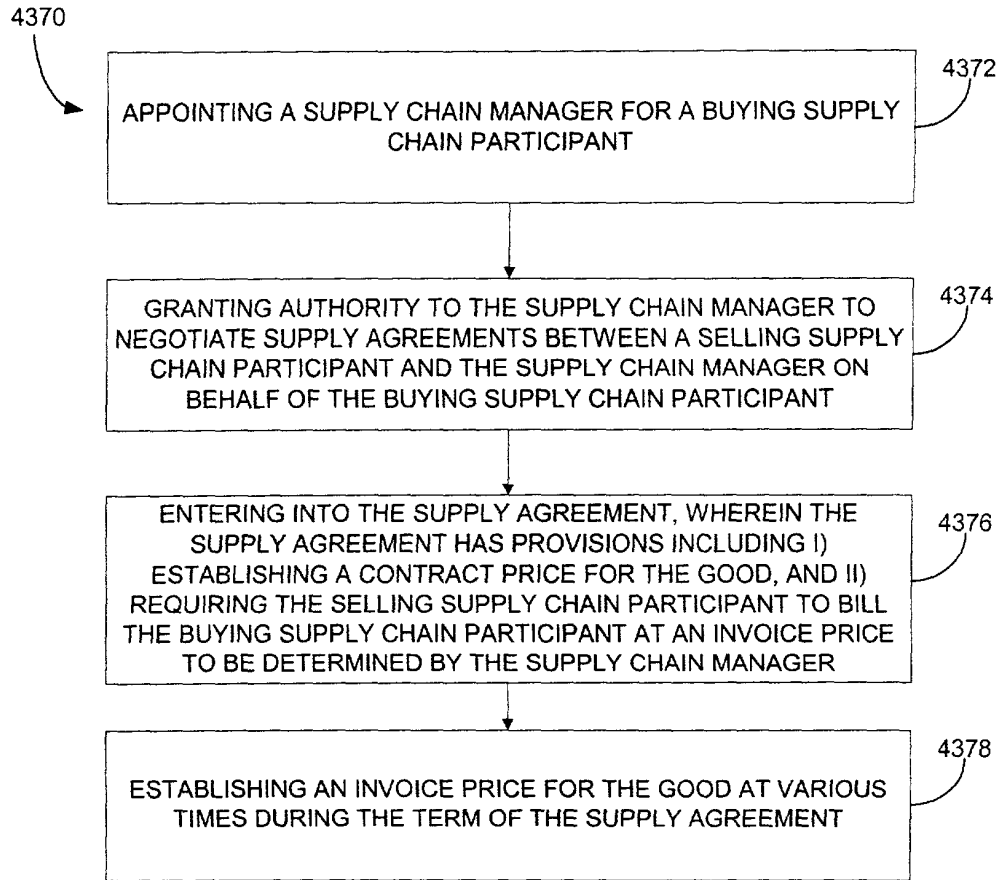 4370
4372
APPOINTING A SUPPLY CHAIN MANAGER FOR A BUYING SUPPLY
CHAIN PARTICIPANT
4374
GRANTING AUTHORITY TO THE SUPPLY CHAIN MANAGER TO
NEGOTIATE SUPPLY AGREEMENTS BETWEEN A SELLING SUPPLY
CHAIN PARTICIPANT AND THE SUPPLY CHAIN MANAGER ON
BEHALF OF THE BUYING SUPPLY CHAIN PARTICIPANT
4376
ENTERING INTO THE SUPPLY AGREEMENT, WHEREIN THE
SUPPLY AGREEMENT HAS PROVISIONS INCLUDING I)
ESTABLISHING A CONTRACT PRICE FOR THE GOOD, AND II)
REQUIRING THE SELLING SUPPLY CHAIN PARTICIPANT TO BILL
THE BUYING SUPPLY CHAIN PARTICIPANT AT AN INVOICE PRICE
TO BE DETERMINED BY THE SUPPLY CHAIN MANAGER
4378
ESTABLISHING AN INVOICE PRICE FOR THE GOOD AT VARIOUS
TIMES DURING THE TERM OF THE SUPPLY AGREEMENT